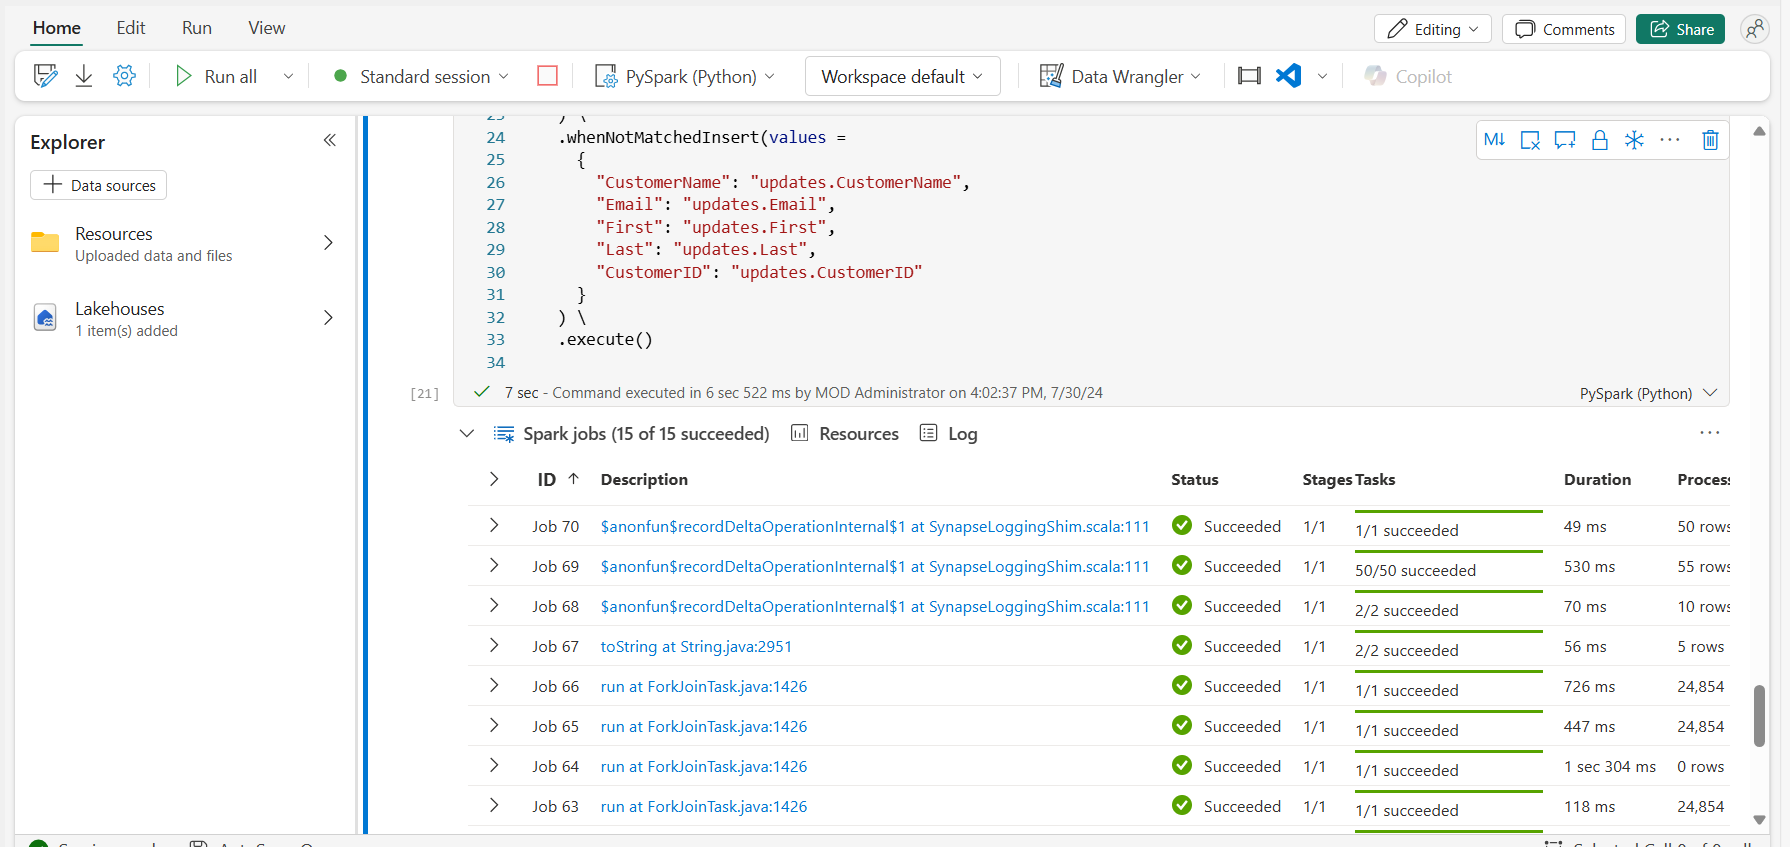 Home Edit Run View Editing Comments Share
Run all Standard session PySpark (Python) Workspace default Data Wrangler Copilot
Explorer
Data sources
Resources
Uploaded data and files
Lakehouses
1 item(s) added
) \
24 .whenNotMatchedInsert(values =
25 {
26 "CustomerName": "updates.CustomerName",
27 "Email": "updates.Email",
28 "First": "updates.First",
29 "Last": "updates.Last",
30 "CustomerID": "updates.CustomerID"
31 }
32 ) \
33 .execute()
34
[21] 7 sec - Command executed in 6 sec 522 ms by MOD Administrator on 4:02:37 PM, 7/30/24 PySpark (Python)
Spark jobs (15 of 15 succeeded) Resources Log
ID Description Status Stages Tasks Duration Process
Job 70 $anonfun$recordDeltaOperationInternal$1 at SynapseLoggingShim.scala:111 Succeeded 1/1 1/1 succeeded 49 ms 50 rows
Job 69 $anonfun$recordDeltaOperationInternal$1 at SynapseLoggingShim.scala:111 Succeeded 1/1 50/50 succeeded 530 ms 55 rows
Job 68 $anonfun$recordDeltaOperationInternal$1 at SynapseLoggingShim.scala:111 Succeeded 1/1 2/2 succeeded 70 ms 10 rows
Job 67 toString at String.java:2951 Succeeded 1/1 2/2 succeeded 56 ms 5 rows
Job 66 run at ForkJoinTask.java:1426 Succeeded 1/1 1/1 succeeded 726 ms 24,854
Job 65 run at ForkJoinTask.java:1426 Succeeded 1/1 1/1 succeeded 447 ms 24,854
Job 64 run at ForkJoinTask.java:1426 Succeeded 1/1 1/1 succeeded 1 sec 304 ms 0 rows
Job 63 run at ForkJoinTask.java:1426 Succeeded 1/1 1/1 succeeded 118 ms 24,854